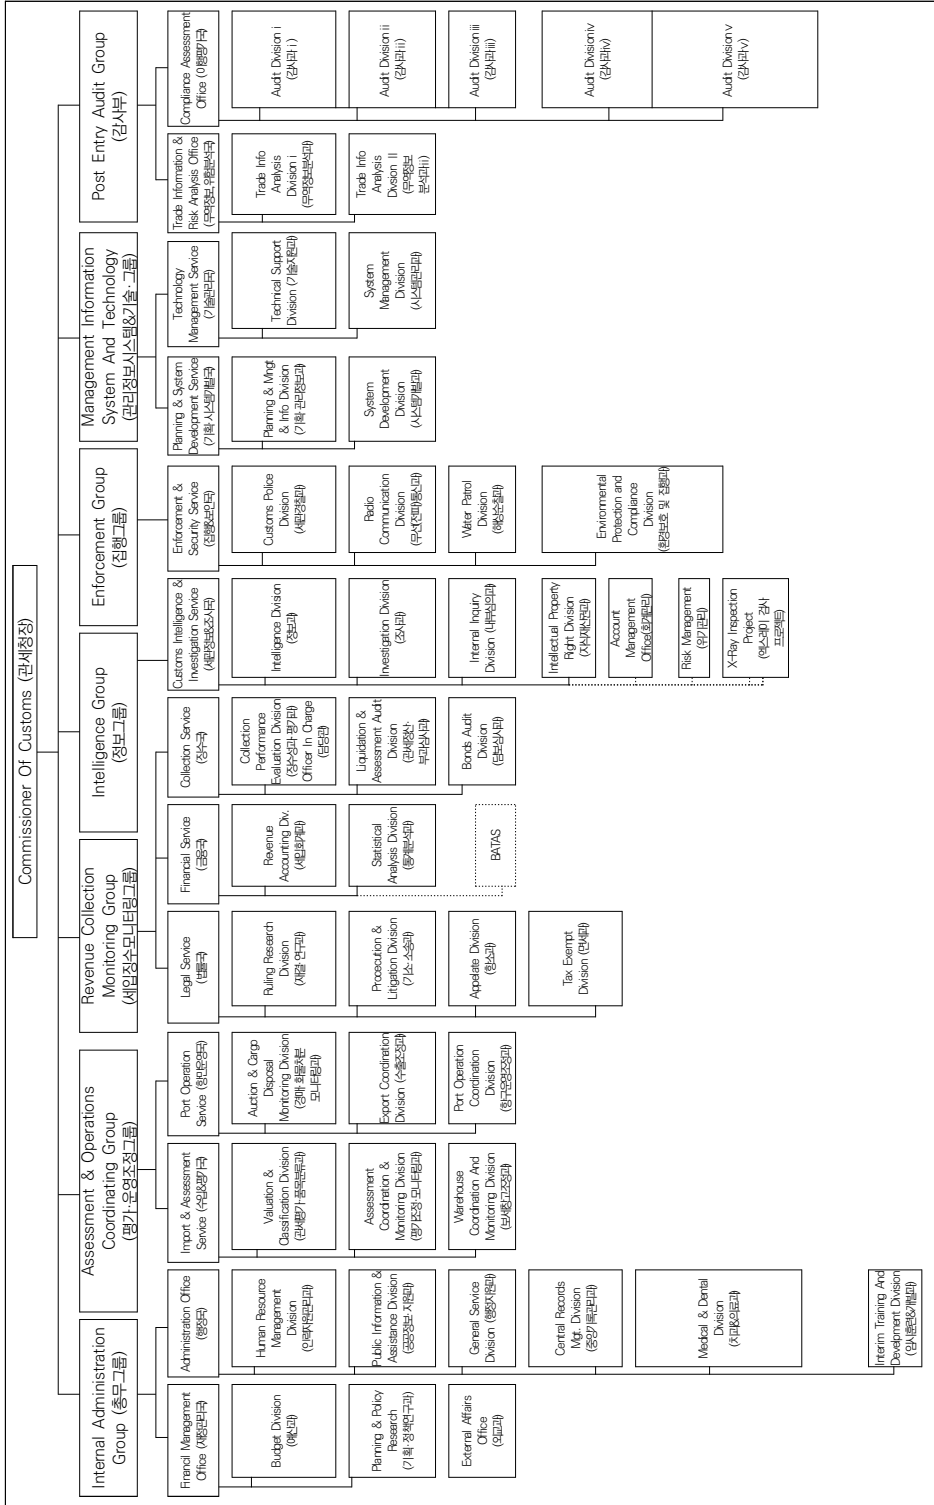 Commissioner Of Customs (관세청장)
Internal Administration
Group (총무그룹)
Assessment & Operations
Coordinating Group
(평가·운영조정그룹)
Revenue Collection
Monitoring Group
(세입징수모니터링그룹)
Intelligence Group
(정보그룹)
Enforcement Group
(집행그룹)
Management Information
System And Technology
(관리정보시스템&기술·그룹)
Post Entry Audit Group
(감사부)
Financil Management
Office (재정관리국)
Administration Office
(행정국)
Import & Assessment
Service (수입&평가국)
Port Operation
Service (항만운영국)
Legal Service
(법률국)
Financial Service
(금융국)
Collection Service
(징수국)
Customs Intelligence &
Investigation Service
(세관정보&조사국)
Enforcement &
Security Service
(집행&보안국)
Planning & System
Development Service
(기획·시스템개발국)
Technology
Management Service
(기술관리국)
Trade Information &
Risk Analysis Office
(무역정보,위험분석국)
Compliance Assessment
Office (이행평가국)
Budget Division
(예산과)
Human Resource
Management
Division
(인력자원관리과)
Valuation &
Classification Division
(관세평가·품목분류과)
Auction & Cargo
Disposal
Monitoring Division
(경매·화물처분
모니터링과)
Ruling Research
Division
(재결·연구과)
Revenue
Accounting Div.
(세입회계과)
Collection
Performance
Evaluation Division
(징수성과 평가과)
Officer In Charge
(담당관)
Intelligence Division
(정보과)
Customs Police
Division
(세관경찰과)
Planning & Mngt
& Info Division
(기획·관리정보과)
Technical Support
Division (기술지원과)
Trade Info
Analysis
Division i
(무역정보분석과)
Audit Division i
(감사과 i)
Planning & Policy
Research
(기획·정책연구과)
Public Information &
Assistance Division
(공공정보·지원과)
Assessment
Coordination &
Monitoring Division
(평가조정·모니터링과)
Export Coordination
Division (수출조정과)
Procecution &
Litigation Division
(기소·소송과)
Statistical
Analysis Division
(통계분석과)
Liquidation &
Assessment Audit
Division
(관세정산·
부과심사과)
Investigation Division
(조사과)
Radio
Communication
Division
(무선(전파)통신과)
System
Development
Division
(시스템개발과)
System
Management
Division
(시스템관리과)
Trade Info
Analysis
Divsion II
(무역정보
분석과 ii)
Audit Division ii
(감사과 ii)
External Affairs
Office
(외교과)
General Service
Division (행정지원과)
Warehouse
Coordination And
Monitoring Division
(보세창고조정과)
Port Operation
Coordination
Division
(항구운영조정과)
Appelate Division
(항소과)
BATAS
Bonds Audit
Division
(담보심사과)
Internal Inquiry
Division (내부심의과)
Water Patrol
Division
(해상순찰과)
Audit Division iii
(감사과 iii)
Central Records
Mgt. Division
(중앙기록관리과)
Tax Exempt
Division (면세과)
Intellectual Property
Right Division
(지식재산권과)
Environmental
Protection and
Compliance
Division
(환경보호 및 집행과)
Audit Division iv
(감사과 iv)
Account
Management
Office(회계관리)
Medical & Dental
Division
(치과&의료과)
Risk Management
(위기관리)
Audit Division v
(감사과 v)
X-Ray Inspection
Project
(엑스레이 검사
프로젝트)
Interim Training And
Develpment Division
(임시훈련&개발과)